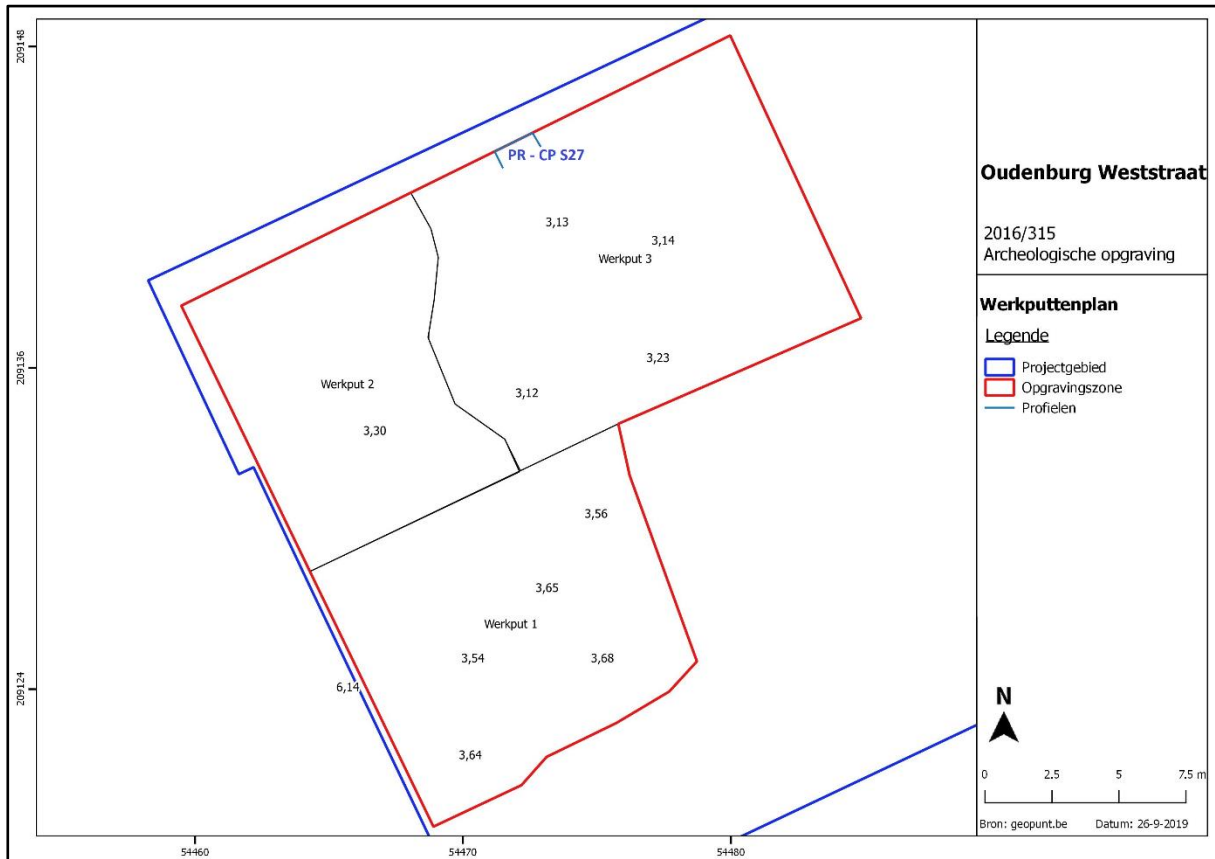 209148
209136
209124
54460
54470
54480
PR - CP S27
3,13
3,14
Werkput 3
3,23
3,12
Werkput 2
3,30
3,56
3,65
Werkput 1
3,54
3,68
6,14
3,64
Oudenburg Weststraat
2016/315
Archeologische opgraving
Werkputtenplan
Legende
Projectgebied
Opgravingszone
Profielen
N
0 2.5 5 7.5 m
Bron: geopunt.be Datum: 26-9-2019